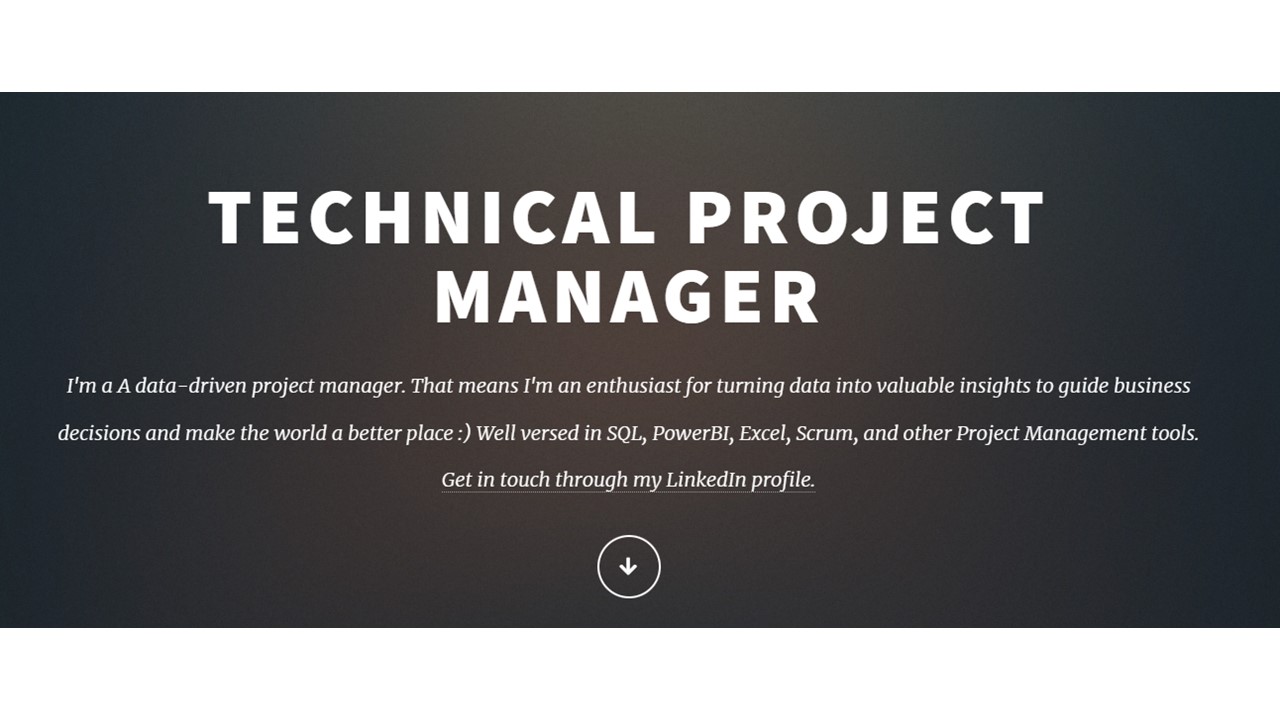 TECHNICAL PROJECT
MANAGER
I'm a A data-driven project manager. That means I'm an enthusiast for turning data into valuable insights to guide business
decisions and make the world a better place :) Well versed in SQL, PowerBI, Excel, Scrum, and other Project Management tools.
Get in touch through my LinkedIn profile.